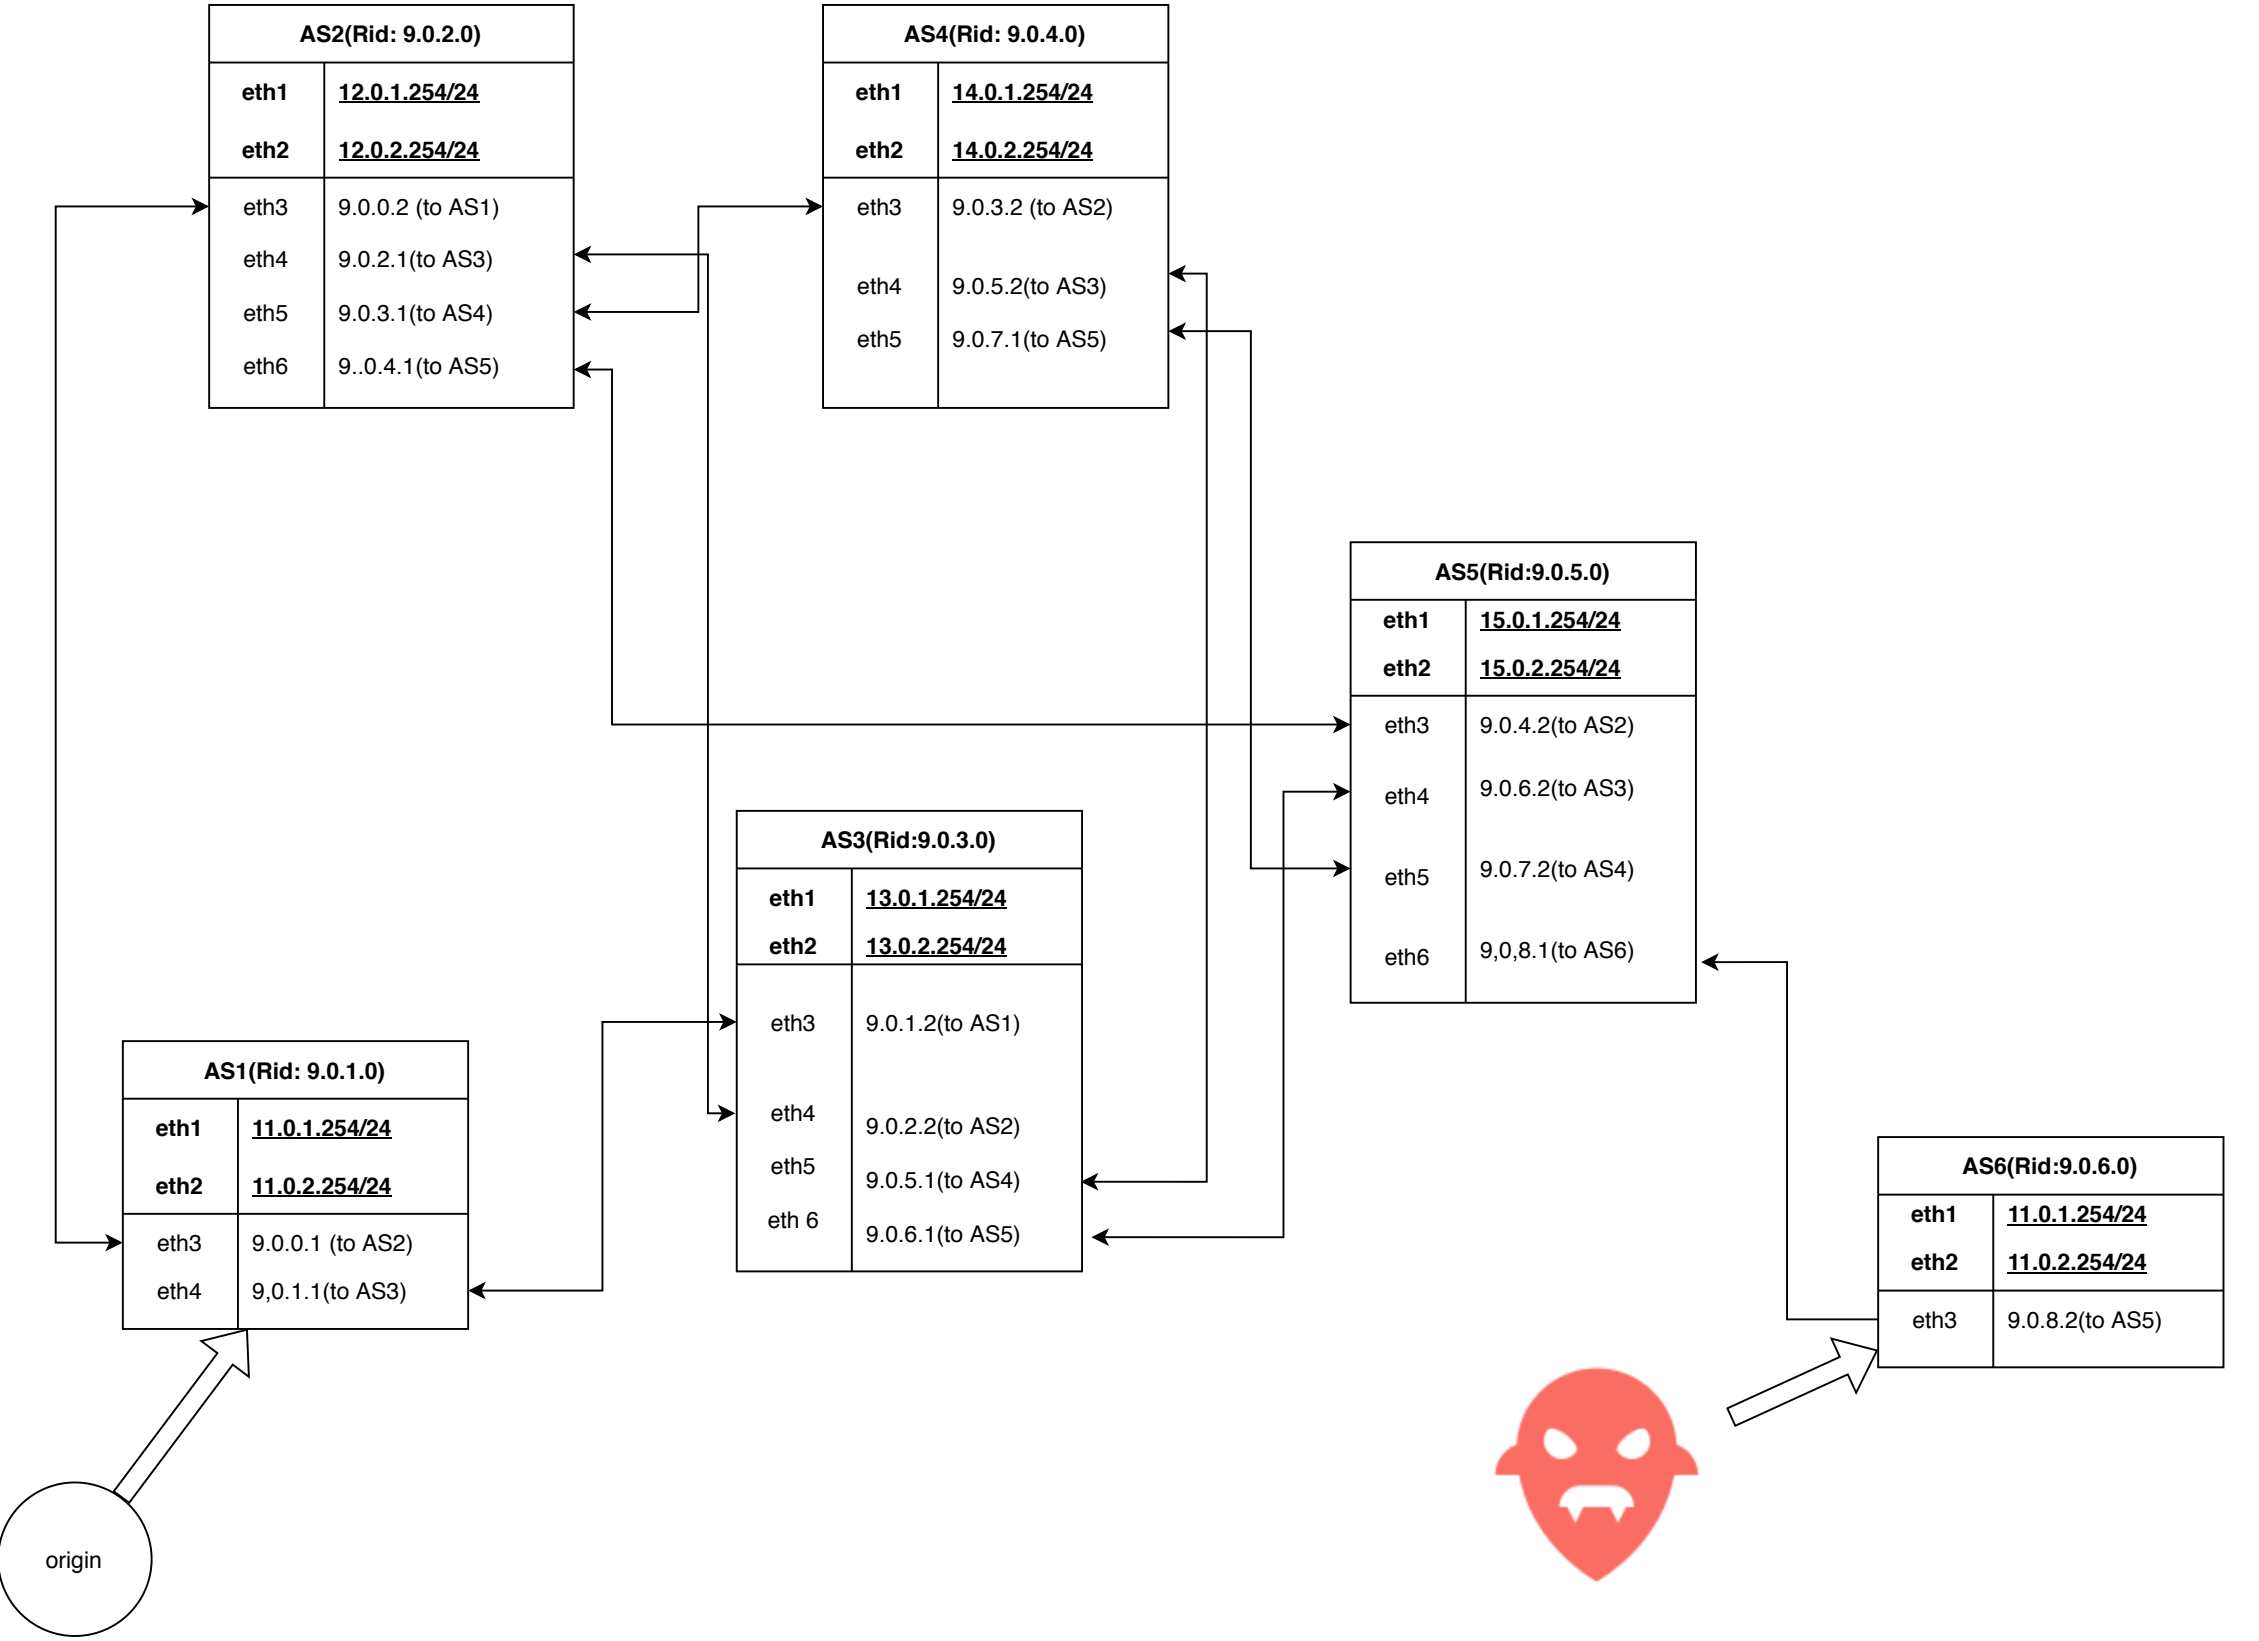 AS2(Rid: 9.0.2.0)
eth1 12.0.1.254/24
eth2 12.0.2.254/24
eth3 9.0.0.2 (to AS1)
eth4 9.0.2.1(to AS3)
eth5 9.0.3.1(to AS4)
eth6 9..0.4.1(to AS5)
AS4(Rid: 9.0.4.0)
eth1 14.0.1.254/24
eth2 14.0.2.254/24
eth3 9.0.3.2 (to AS2)
eth4 9.0.5.2(to AS3)
eth5 9.0.7.1(to AS5)
AS5(Rid:9.0.5.0)
eth1 15.0.1.254/24
eth2 15.0.2.254/24
eth3 9.0.4.2(to AS2)
eth4 9.0.6.2(to AS3)
eth5 9.0.7.2(to AS4)
eth6 9,0,8.1(to AS6)
AS3(Rid:9.0.3.0)
eth1 13.0.1.254/24
eth2 13.0.2.254/24
eth3 9.0.1.2(to AS1)
eth4 9.0.2.2(to AS2)
eth5 9.0.5.1(to AS4)
eth 6 9.0.6.1(to AS5)
AS1(Rid: 9.0.1.0)
eth1 11.0.1.254/24
eth2 11.0.2.254/24
eth3 9.0.0.1 (to AS2)
eth4 9,0.1.1(to AS3)
AS6(Rid:9.0.6.0)
eth1 11.0.1.254/24
eth2 11.0.2.254/24
eth3 9.0.8.2(to AS5)
origin